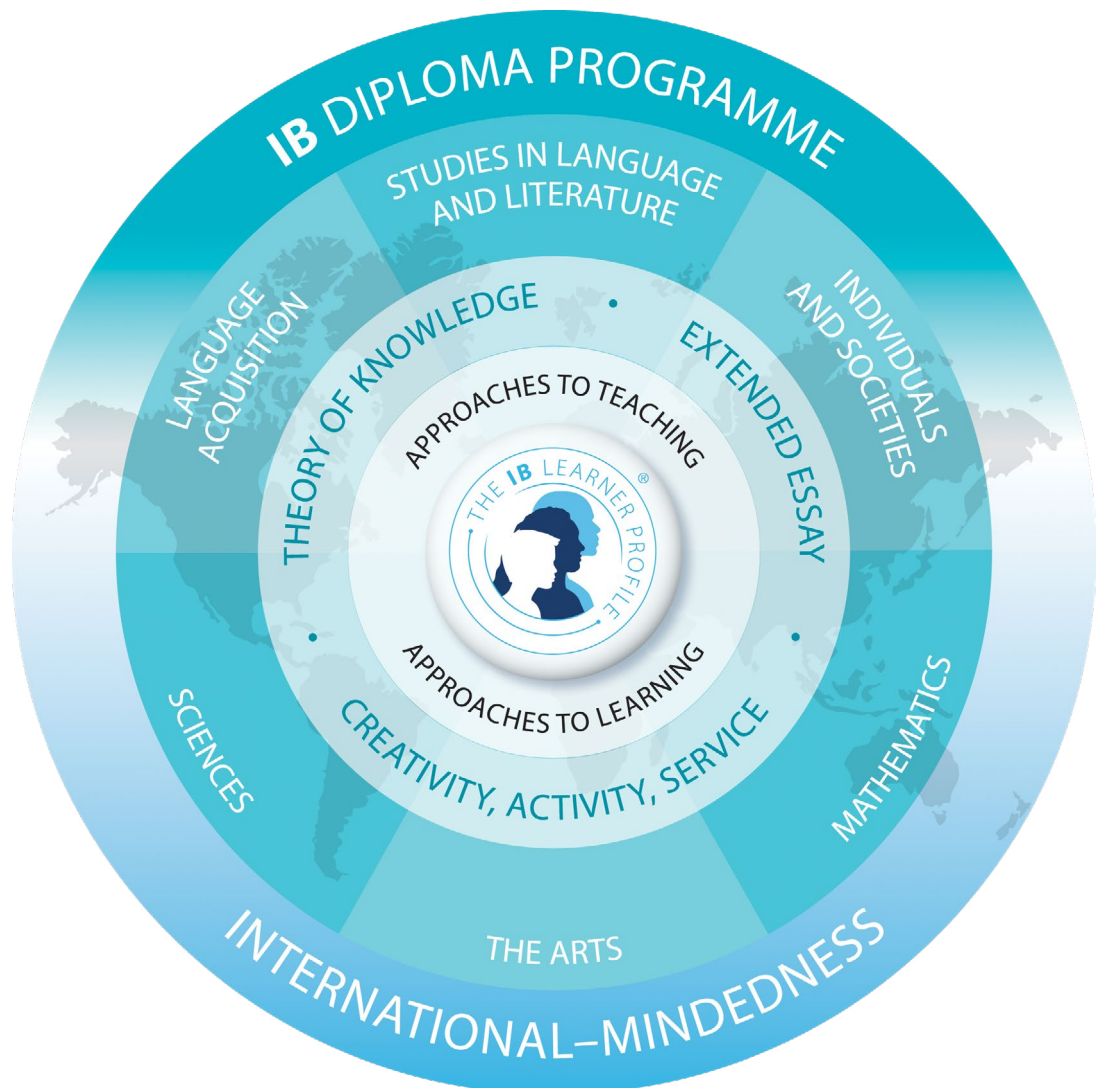 IB DIPLOMA PROGRAMME
STUDIES IN LANGUAGE
AND LITERATURE
LANGUAGE
ACQUISITION
INDIVIDUALS
AND SOCIETIES
THEORY OF KNOWLEDGE
•
EXTENDED ESSAY
•
APPROACHES TO TEACHING
THE IB LEARNER PROFILE
®
APPROACHES TO LEARNING
•
CREATIVITY, ACTIVITY, SERVICE
SCIENCES
MATHEMATICS
THE ARTS
INTERNATIONAL–MINDEDNESS